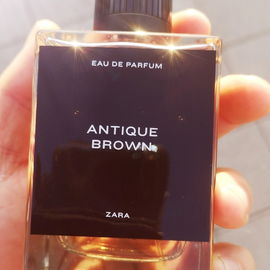 EAU DE PARFUM
ANTIQUE
BROWN
ZARA